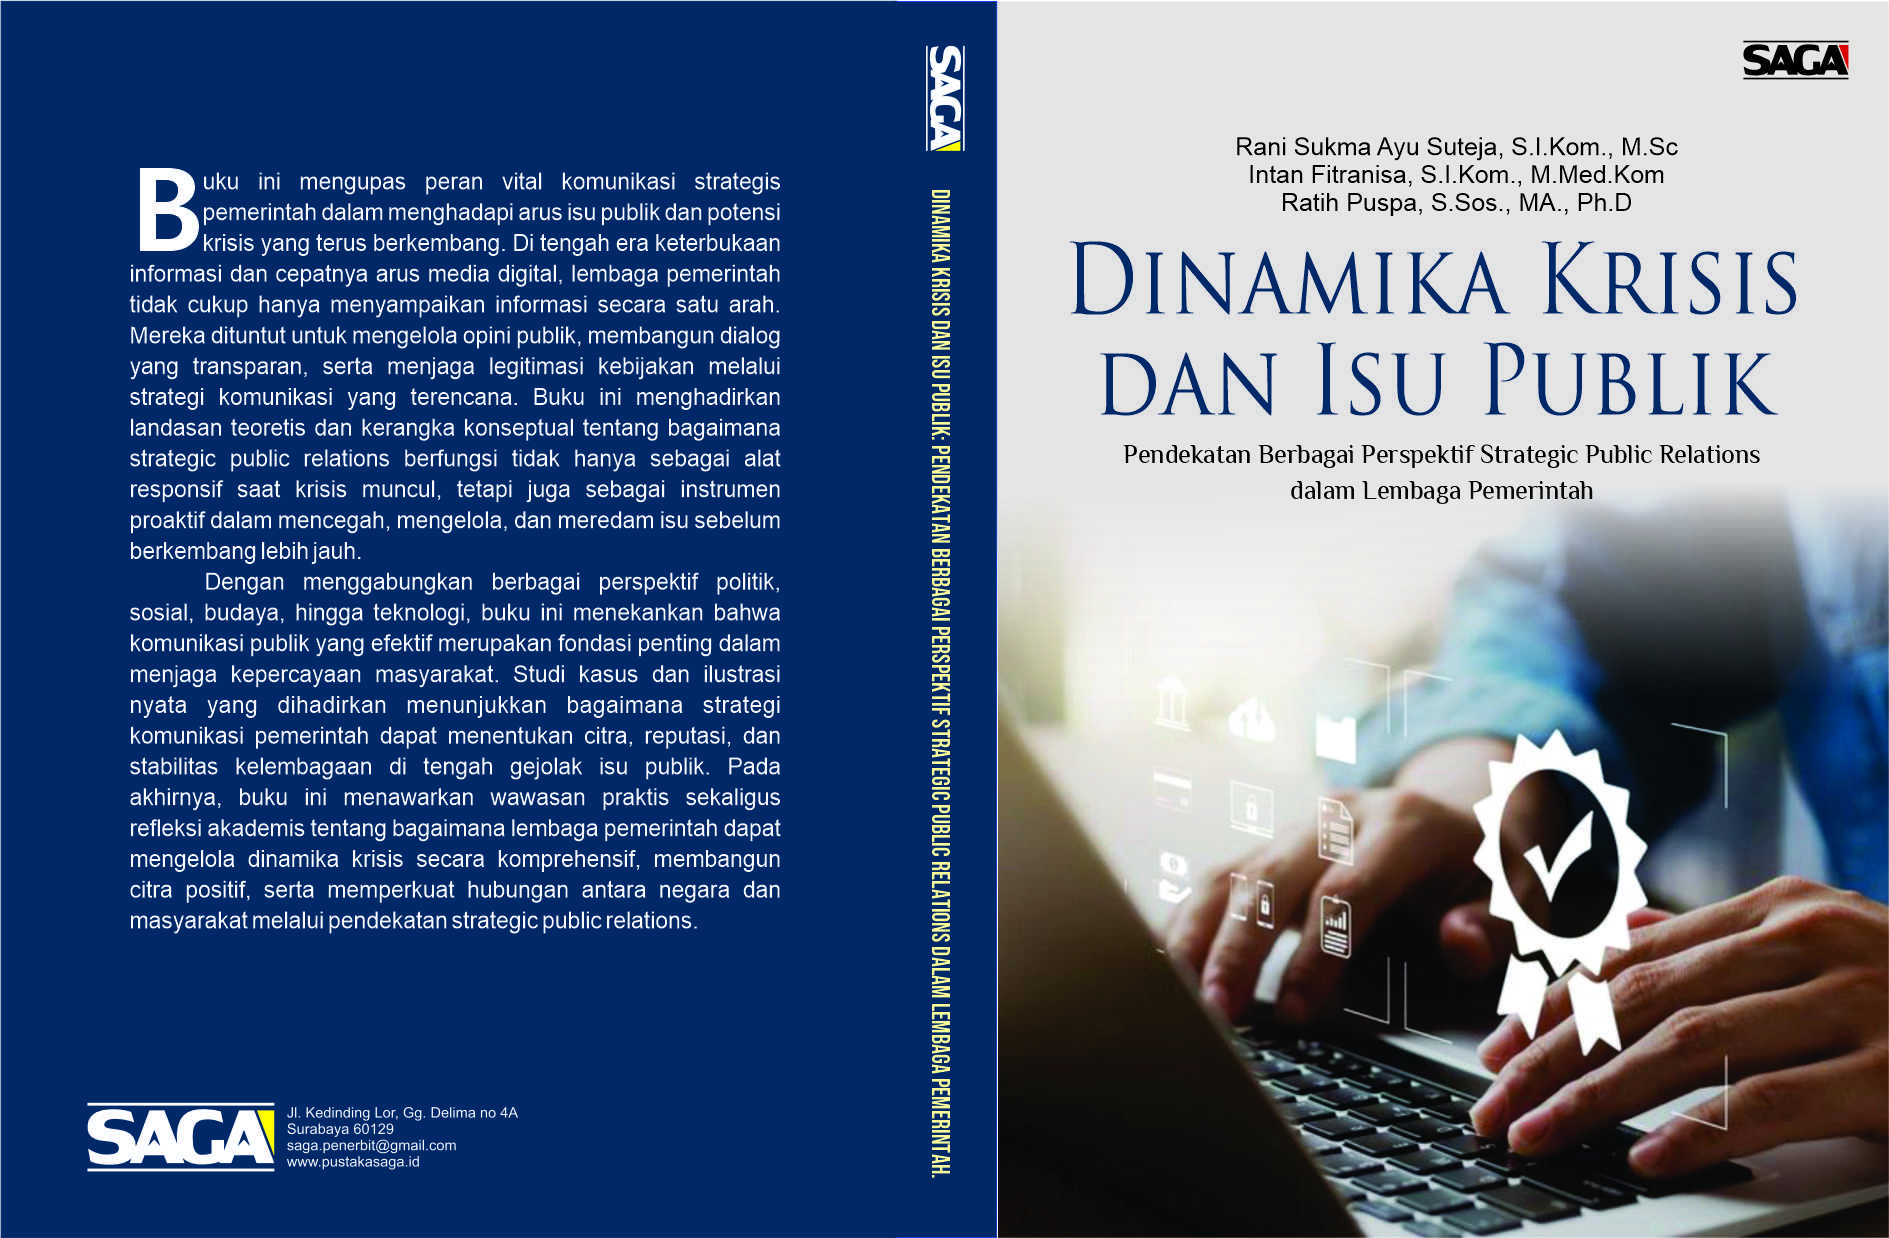 Buku ini mengupas peran vital komunikasi strategis
pemerintah dalam menghadapi arus isu publik dan potensi
krisis yang terus berkembang. Di tengah era keterbukaan
informasi dan cepatnya arus media digital, lembaga pemerintah
tidak cukup hanya menyampaikan informasi secara satu arah.
Mereka dituntut untuk mengelola opini publik, membangun dialog
yang transparan, serta menjaga legitimasi kebijakan melalui
strategi komunikasi yang terencana. Buku ini menghadirkan
landasan teoretis dan kerangka konseptual tentang bagaimana
strategic public relations berfungsi tidak hanya sebagai alat
responsif saat krisis muncul, tetapi juga sebagai instrumen
proaktif dalam mencegah, mengelola, dan meredam isu sebelum
berkembang lebih jauh.
Dengan menggabungkan berbagai perspektif politik,
sosial, budaya, hingga teknologi, buku ini menekankan bahwa
komunikasi publik yang efektif merupakan fondasi penting dalam
menjaga kepercayaan masyarakat. Studi kasus dan ilustrasi
nyata yang dihadirkan menunjukkan bagaimana strategi
komunikasi pemerintah dapat menentukan citra, reputasi, dan
stabilitas kelembagaan di tengah gejolak isu publik. Pada
akhirnya, buku ini menawarkan wawasan praktis sekaligus
refleksi akademis tentang bagaimana lembaga pemerintah dapat
mengelola dinamika krisis secara komprehensif, membangun
citra positif, serta memperkuat hubungan antara negara dan
masyarakat melalui pendekatan strategic public relations.
SAGA
Jl. Kedinding Lor, Gg. Delima no 4A
Surabaya 60129
saga.penerbit@gmail.com
www.pustakasaga.id
SAGA
DINAMIKA KRISIS DAN ISU PUBLIK: PENDEKATAN BERBAGAI PERSPEKTIF STRATEGIC PUBLIC RELATIONS DALAM LEMBAGA PEMERINTAH.
SAGA
Rani Sukma Ayu Suteja, S.I.Kom., M.Sc
Intan Fitranisa, S.I.Kom., M.Med.Kom
Ratih Puspa, S.Sos., MA., Ph.D
DINAMIKA KRISIS
DAN ISU PUBLIK
Pendekatan Berbagai Perspektif Strategic Public Relations
dalam Lembaga Pemerintah